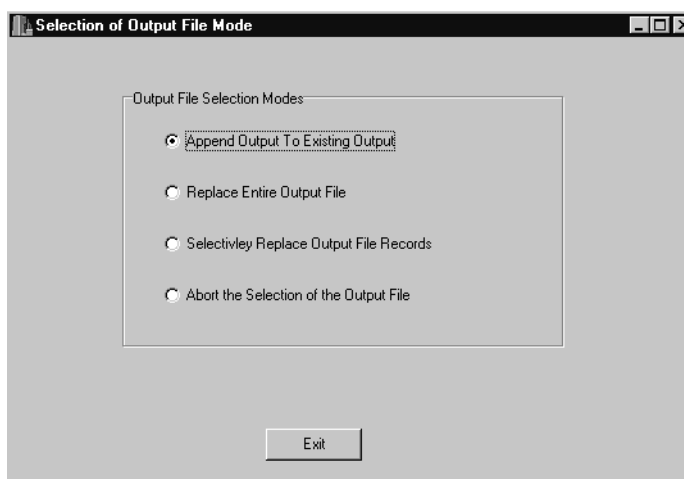 Selection of Output File Mode
Output File Selection Modes
Append Output To Existing Output
Replace Entire Output File
Selectivley Replace Output File Records
Abort the Selection of the Output File
Exit